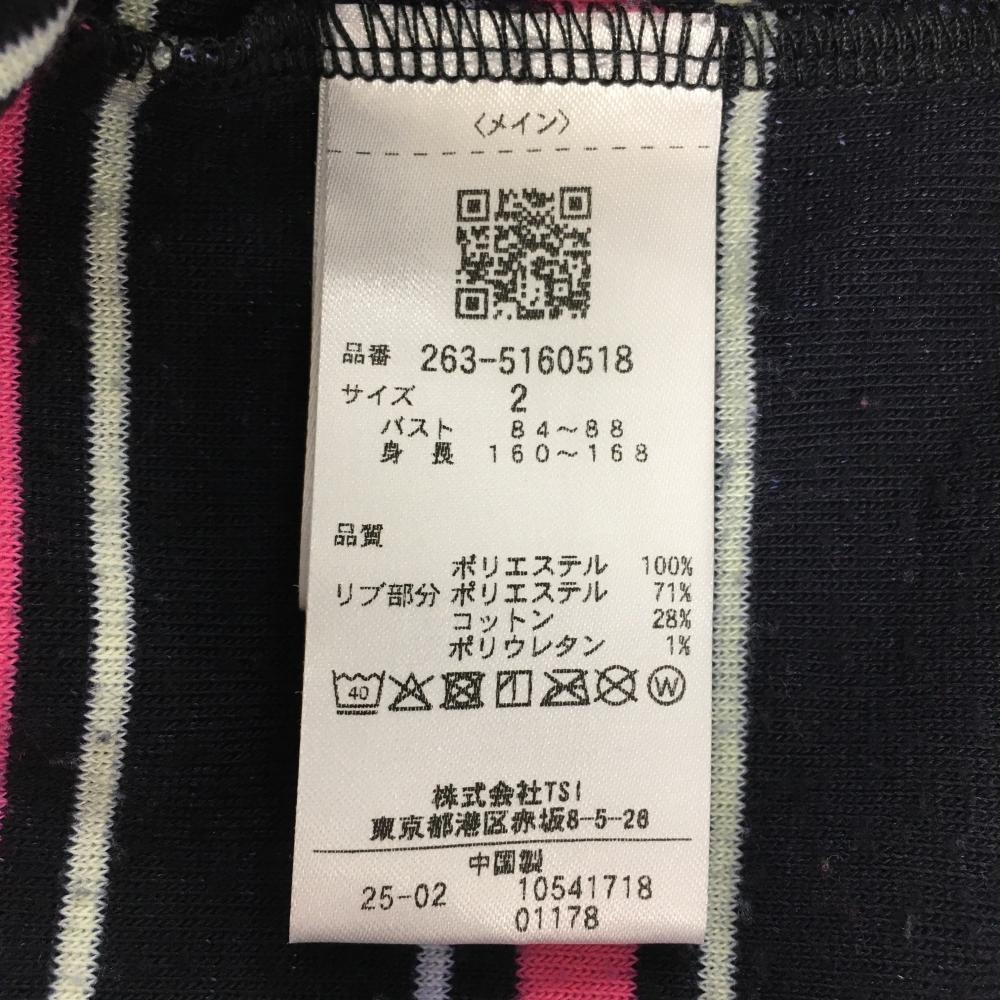 〈メイン〉
品番 263-5160518
サイズ 2
バスト 84～88
身長 160～168
品質
ポリエステル 100%
リブ部分 ポリエステル 71%
コットン 28%
ポリウレタン 1%
40 W
株式会社TSI
東京都港区赤坂8-5-28
中国製
25-02 10541718
01178